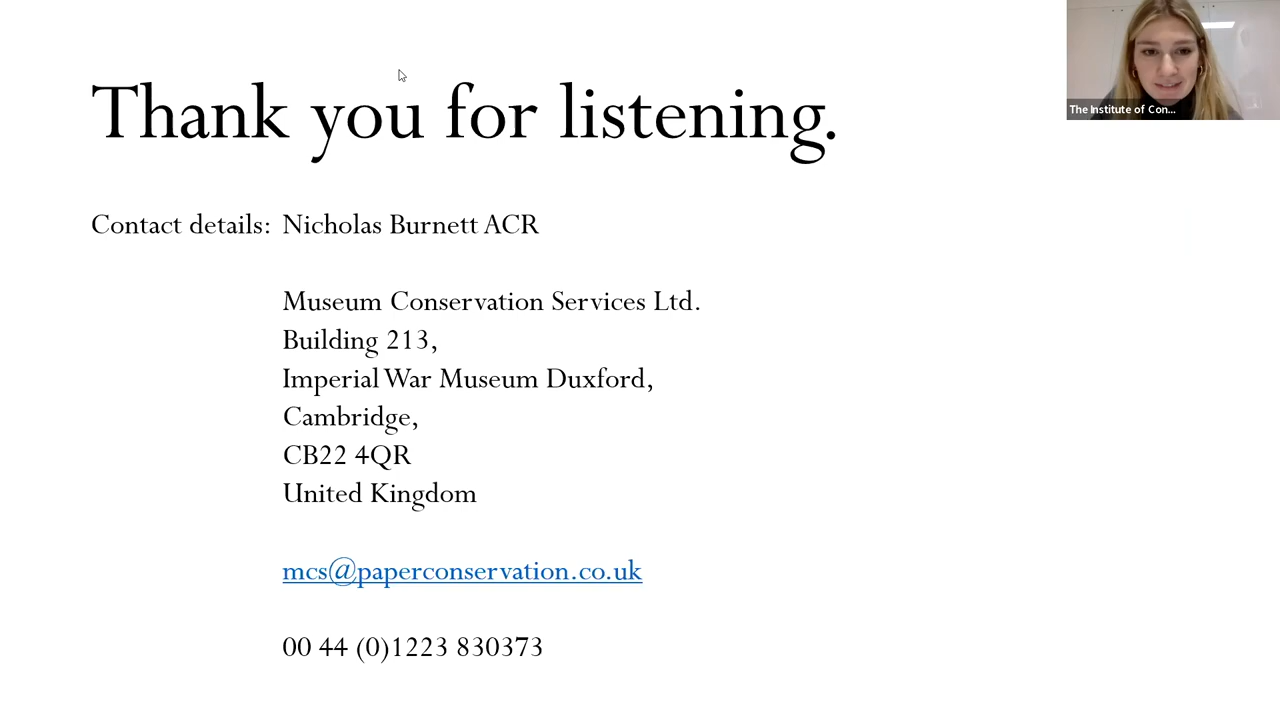 The Institute of Con...
Thank you for listening.
Contact details: Nicholas Burnett ACR
Museum Conservation Services Ltd.
Building 213,
Imperial War Museum Duxford,
Cambridge,
CB22 4QR
United Kingdom
mcs@paperconservation.co.uk
00 44 (0)1223 830373